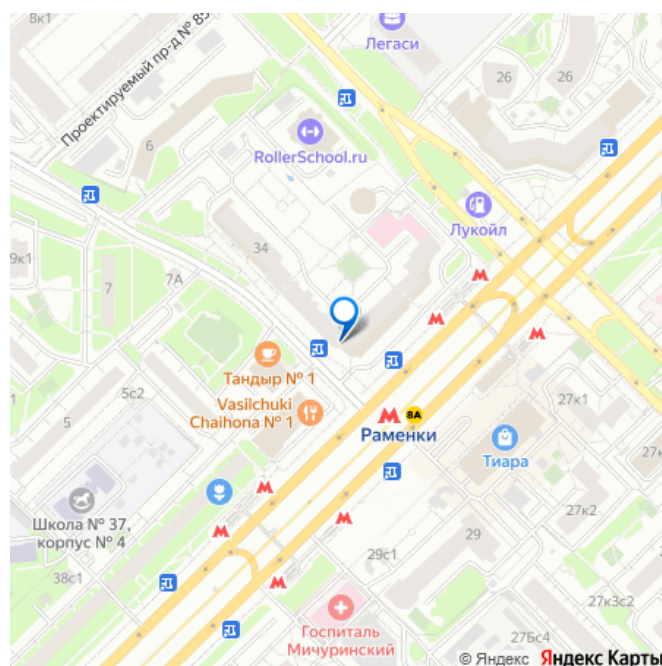 8к1
Проектируемый пр-д № 85
Легаси
26
26
6
RollerSchool.ru
Лукойл
34
9к1
7
7А
Тандыр № 1
5с2
Vasilchuki
Chaihona № 1
5
8А
Раменки
27к1
Тиара
Школа № 37,
корпус № 4
27к2
29
38с1
29с1
27к3с2
Госпиталь
Мичуринский
27Бс4
© Яндекс Яндекс Карты